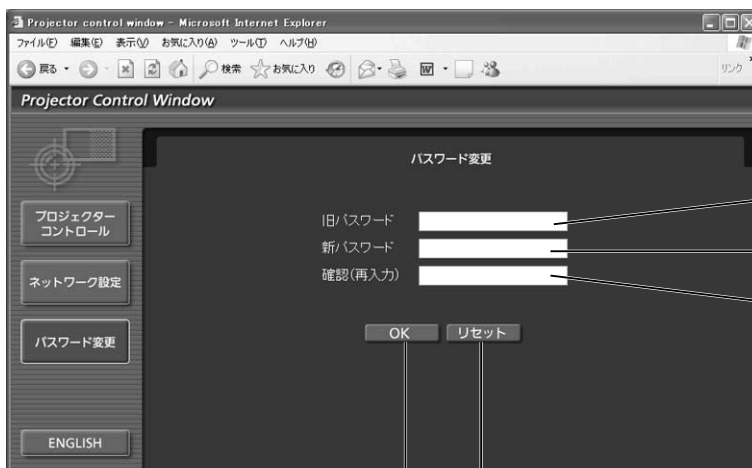 Projector control window - Microsoft Internet Explorer
ファイル(F) 編集(E) 表示(V) お気に入り(A) ツール(T) ヘルプ(H)
戻る 検索 お気に入り W リンク »
Projector Control Window
パスワード変更
プロジェクター
コントロール
ネットワーク設定
パスワード変更
ENGLISH
旧パスワード
新パスワード
確認(再入力)
OK リセット